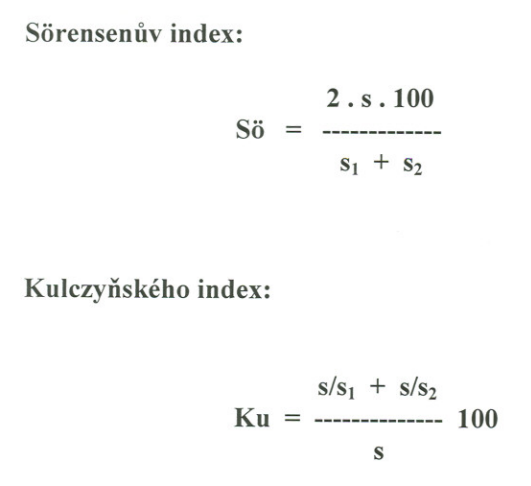 Sörensenův index:
2 . s . 100
Sö = -------------
s₁ + s₂
Kulczyňského index:
s/s₁ + s/s₂
Ku = -------------- 100
s